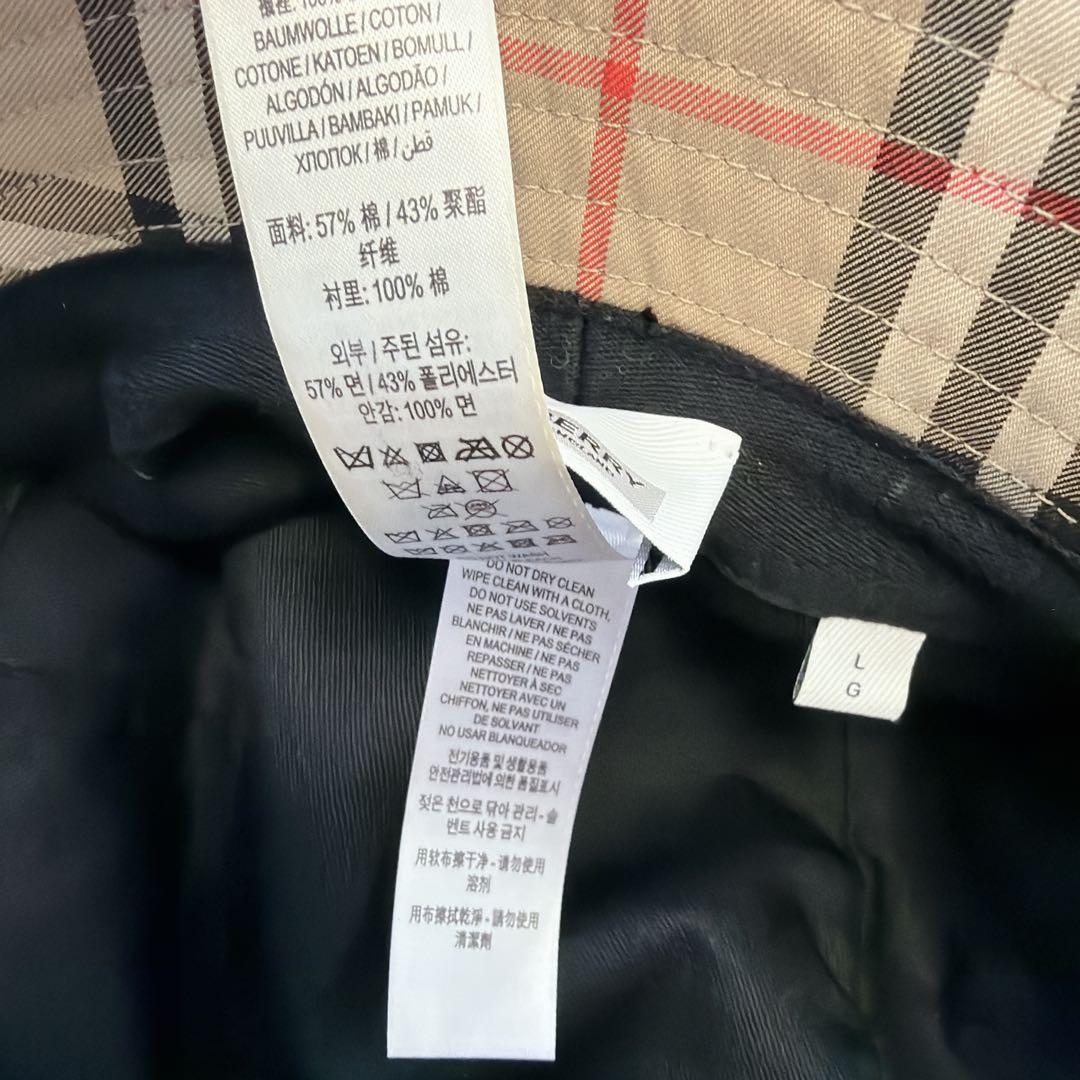 100%
BAUMWOLLE / COTON /
COTONE / KATOEN / BOMULL /
ALGODÓN / ALGODÃO /
PUUVILLA / BAMBAKI / PAMUK /
ХЛОПОК / 棉 / قطن
面料: 57% 棉 / 43% 聚酯
纤维
衬里: 100% 棉
외부 / 주된 섬유:
57% 면 / 43% 폴리에스터
안감: 100% 면
ERRY
ENGLAND
WASH
DO NOT DRY CLEAN
WIPE CLEAN WITH A CLOTH,
DO NOT USE SOLVENTS
NE PAS LAVER / NE PAS
BLANCHIR / NE PAS SÉCHER
EN MACHINE / NE PAS
REPASSER / NE PAS
NETTOYER À SEC
NETTOYER AVEC UN
CHIFFON, NE PAS UTILISER
DE SOLVANT
NO USAR BLANQUEADOR
전기용품 및 생활용품
안전관리법에 의한 품질표시
젖은 천으로 닦아 관리 - 솔
벤트 사용 금지
用软布擦干净 - 请勿使用
溶剂
用布擦拭乾淨 - 請勿使用
清潔劑
L
G